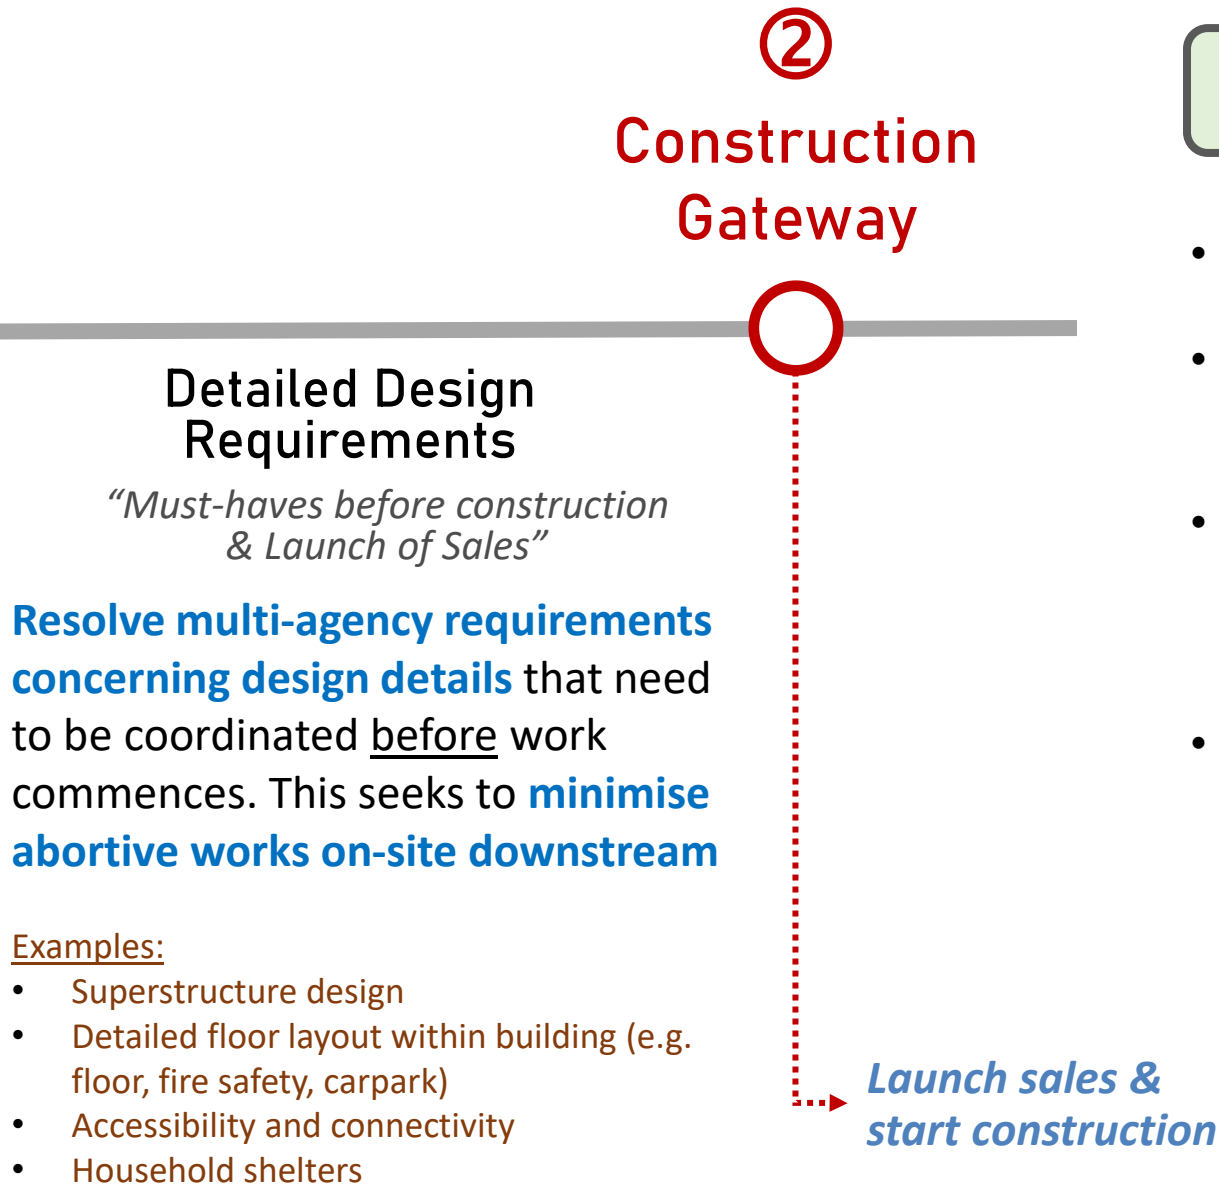 ②
Construction
Gateway
Detailed Design
Requirements
“Must-haves before construction
& Launch of Sales”
Resolve multi-agency requirements
concerning design details that need
to be coordinated before work
commences. This seeks to minimise
abortive works on-site downstream
Examples:
• Superstructure design
• Detailed floor layout within building (e.g.
floor, fire safety, carpark)
• Accessibility and connectivity
• Household shelters
Launch sales &
start construction